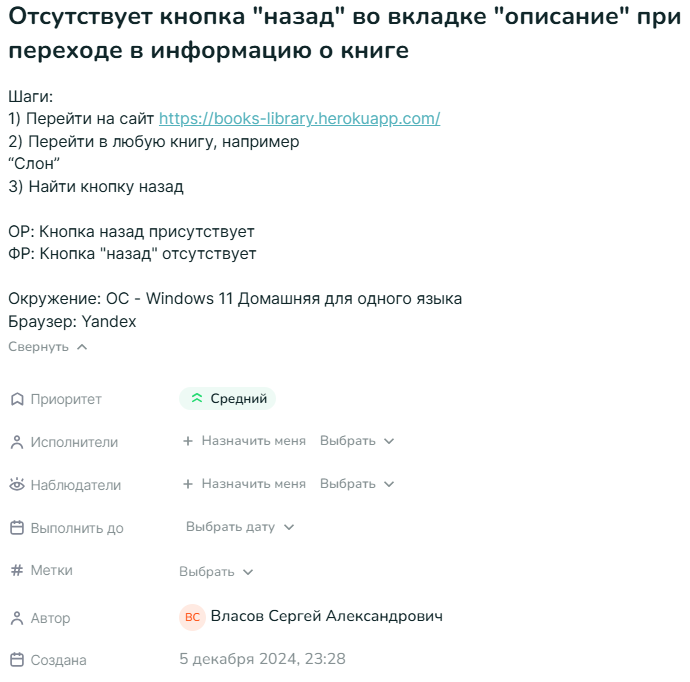 Отсутствует кнопка "назад" во вкладке "описание" при
переходе в информацию о книге
Шаги:
1) Перейти на сайт https://books-library.herokuapp.com/
2) Перейти в любую книгу, например
“Слон”
3) Найти кнопку назад
ОР: Кнопка назад присутствует
ФР: Кнопка "назад" отсутствует
Окружение: ОС - Windows 11 Домашняя для одного языка
Браузер: Yandex
Свернуть
Приоритет Средний
Исполнители + Назначить меня Выбрать
Наблюдатели + Назначить меня Выбрать
Выполнить до Выбрать дату
# Метки Выбрать
Автор ВС Власов Сергей Александрович
Создана 5 декабря 2024, 23:28